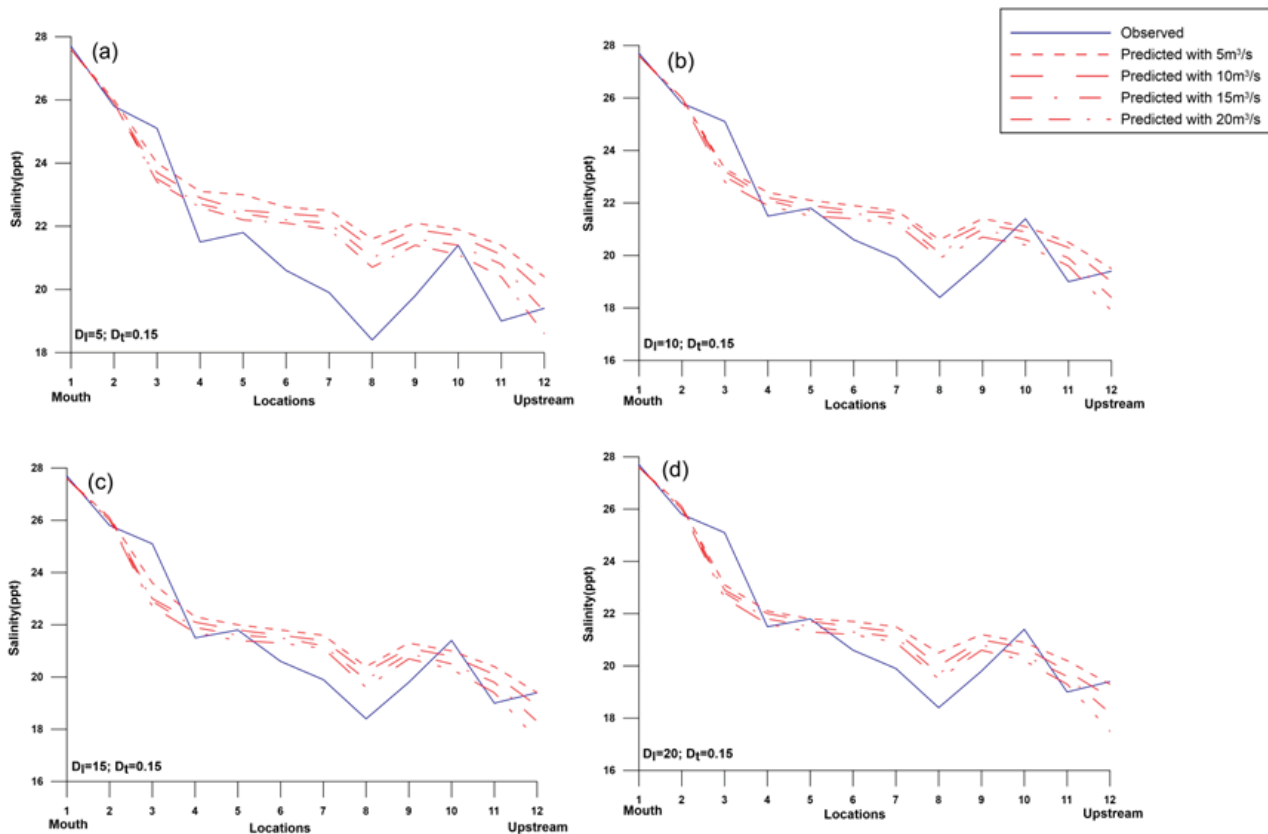 Observed
Predicted with 5m³/s
Predicted with 10m³/s
Predicted with 15m³/s
Predicted with 20m³/s
(a)
28
26
24
22
20
18
Salinity(ppt)
Dl=5; Dt=0.15
1 2 3 4 5 6 7 8 9 10 11 12
Mouth Locations Upstream
(b)
28
26
24
22
20
18
16
Salinity(ppt)
Dl=10; Dt=0.15
1 2 3 4 5 6 7 8 9 10 11 12
Mouth Locations Upstream
(c)
28
26
24
22
20
18
16
Salinity(ppt)
Dl=15; Dt=0.15
1 2 3 4 5 6 7 8 9 10 11 12
Mouth Locations Upstream
(d)
28
26
24
22
20
18
16
Salinity(ppt)
Dl=20; Dt=0.15
1 2 3 4 5 6 7 8 9 10 11 12
Mouth Locations Upstream